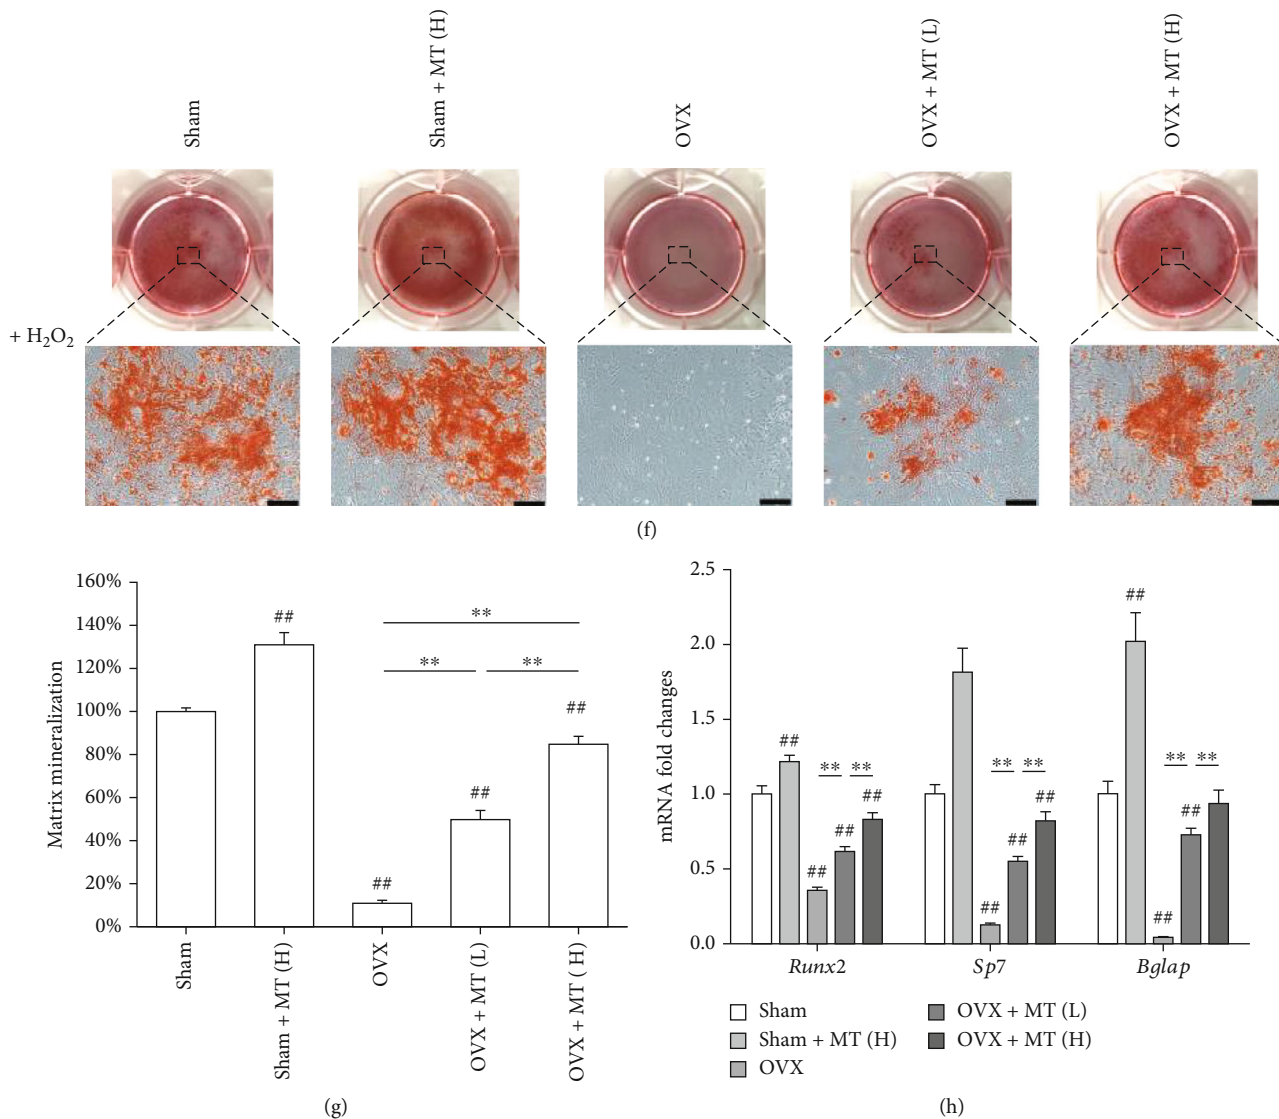 Sham
Sham + MT (H)
OVX
OVX + MT (L)
OVX + MT (H)
+ H₂O₂
(f)
160%
140%
120%
100%
80%
60%
40%
20%
0%
Matrix mineralization
##
##
##
##
**
**
**
Sham
Sham + MT (H)
OVX
OVX + MT (L)
OVX + MT ( H)
(g)
2.5
2.0
1.5
1.0
0.5
0.0
mRNA fold changes
##
##
##
##
**
**
##
##
##
**
**
##
##
##
**
**
Runx2
Sp7
Bglap
Sham
Sham + MT (H)
OVX
OVX + MT (L)
OVX + MT (H)
(h)